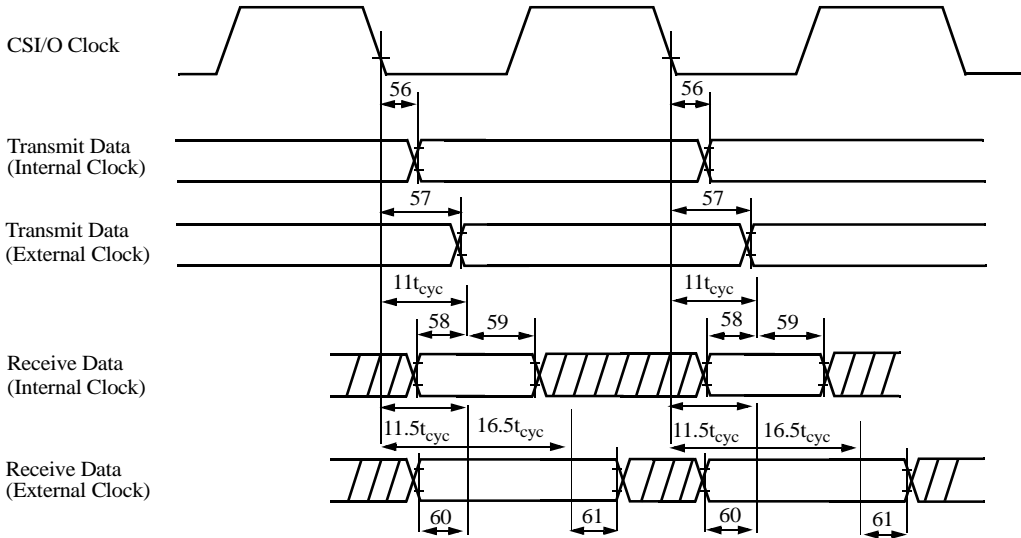 CSI/O Clock
56 56
Transmit Data
(Internal Clock)
57 57
Transmit Data
(External Clock)
11tcyc 11tcyc
58 59 58 59
Receive Data
(Internal Clock)
11.5tcyc 16.5tcyc 11.5tcyc 16.5tcyc
Receive Data
(External Clock)
60 61 60 61